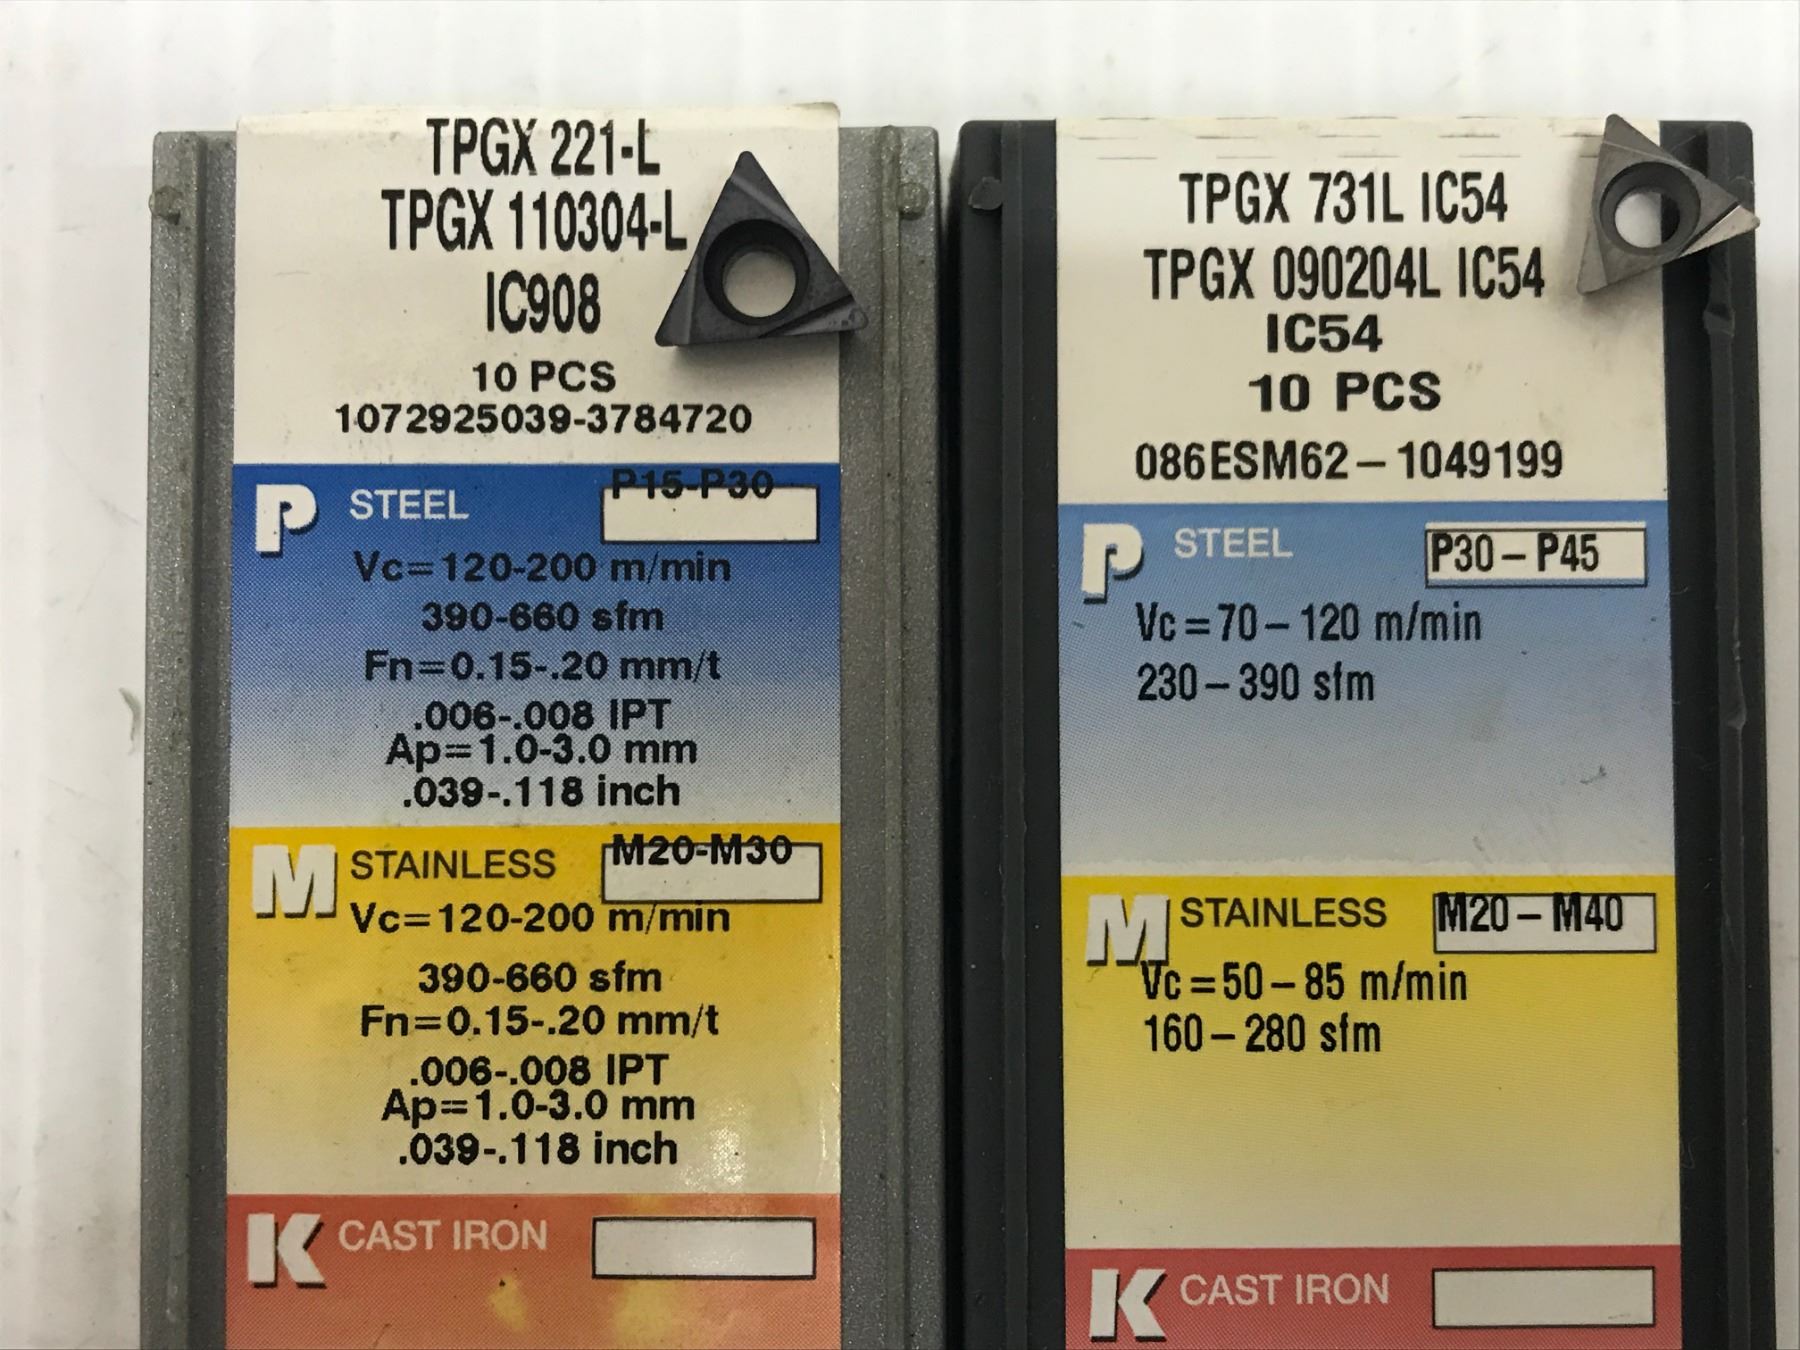 TPGX 221-L
TPGX 110304-L
IC908
10 PCS
1072925039-3784720
P STEEL P15-P30
Vc=120-200 m/min
390-660 sfm
Fn=0.15-.20 mm/t
.006-.008 IPT
Ap=1.0-3.0 mm
.039-.118 inch
M STAINLESS M20-M30
Vc=120-200 m/min
390-660 sfm
Fn=0.15-.20 mm/t
.006-.008 IPT
Ap=1.0-3.0 mm
.039-.118 inch
K CAST IRON
TPGX 731L IC54
TPGX 090204L IC54
IC54
10 PCS
086ESM62-1049199
P STEEL P30-P45
Vc=70-120 m/min
230-390 sfm
M STAINLESS M20-M40
Vc=50-85 m/min
160-280 sfm
K CAST IRON